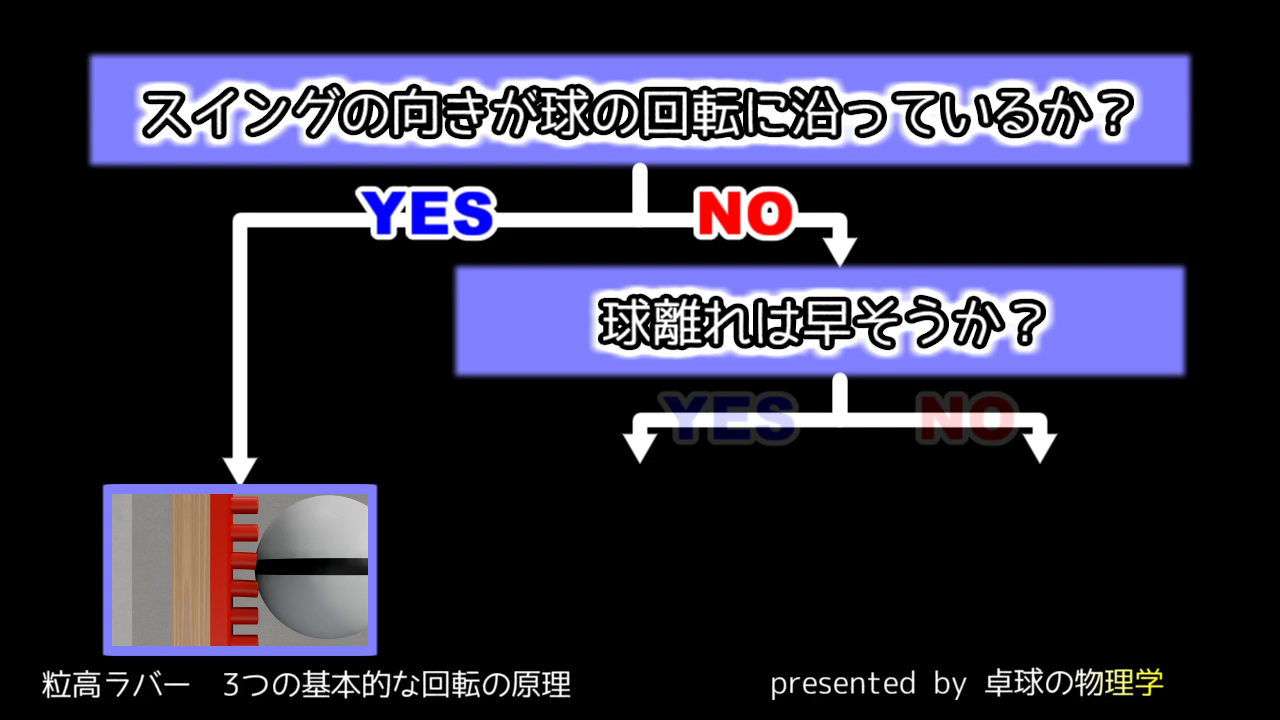 スイングの向きが球の回転に沿っているか？
YES
NO
球離れは早そうか？
YES
NO
粒高ラバー　3つの基本的な回転の原理
presented by 卓球の物理学